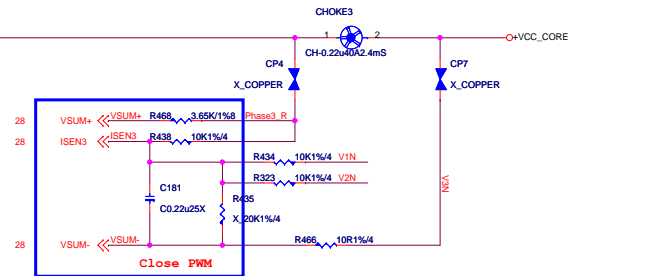 CHOKE3
1 2 +VCC_CORE
CH-0.22u40A2.4mS
CP4 CP7
X_COPPER X_COPPER
28 VSUM+ VSUM+ R468 3.65K/1%8 Phase3_R
28 ISEN3 ISEN3 R438 10K1%/4
R434 10K1%/4 V1N
R323 10K1%/4 V2N
V3N
C181
C0.22u25X
R435
X_20K1%/4
28 VSUM- VSUM- R466 10R1%/4
Close PWM